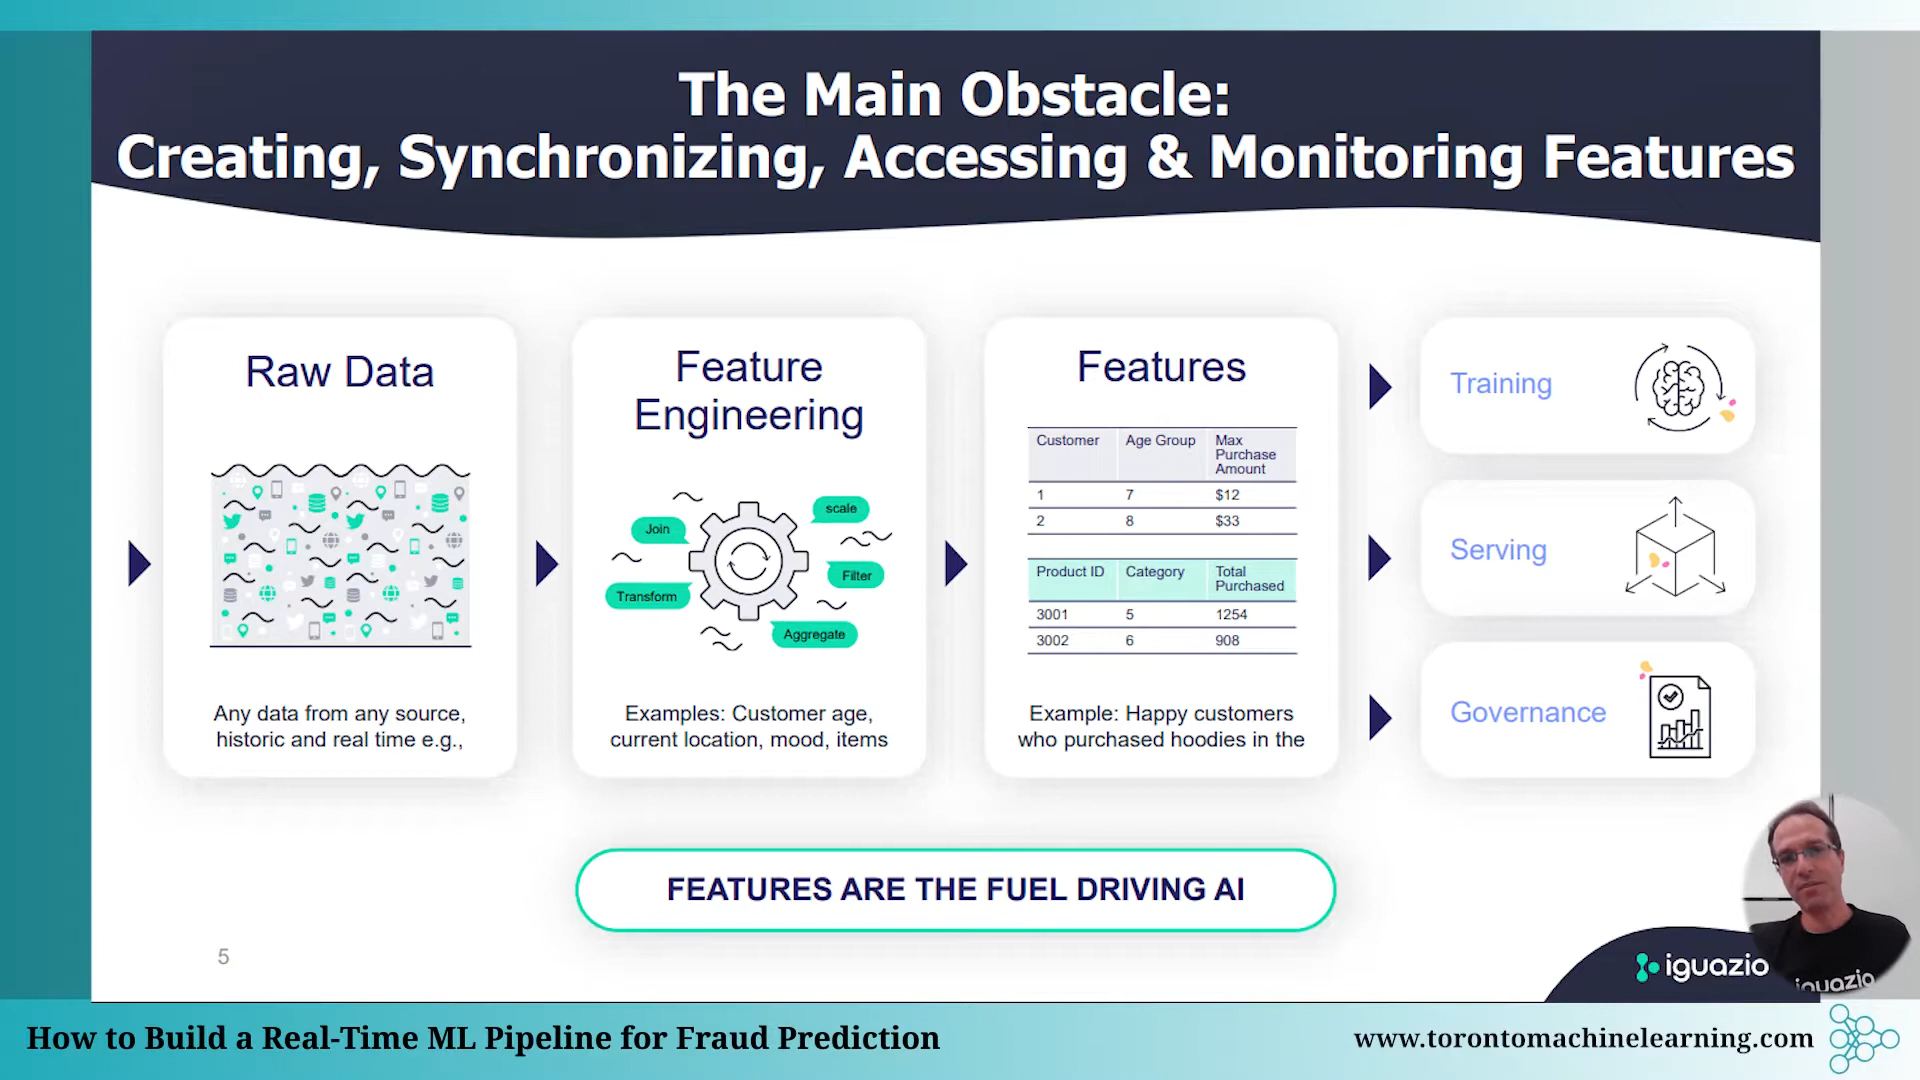 The Main Obstacle:
Creating, Synchronizing, Accessing & Monitoring Features
Raw Data
Any data from any source,
historic and real time e.g.,
Feature
Engineering
Join
scale
Transform
Filter
Aggregate
Examples: Customer age,
current location, mood, items
Features
Customer Age Group Max Purchase Amount
1 7 $12
2 8 $33
Product ID Category Total Purchased
3001 5 1254
3002 6 908
Example: Happy customers
who purchased hoodies in the
Training
Serving
Governance
FEATURES ARE THE FUEL DRIVING AI
5
iguazio
iguazio
How to Build a Real-Time ML Pipeline for Fraud Prediction
www.torontomachinelearning.com